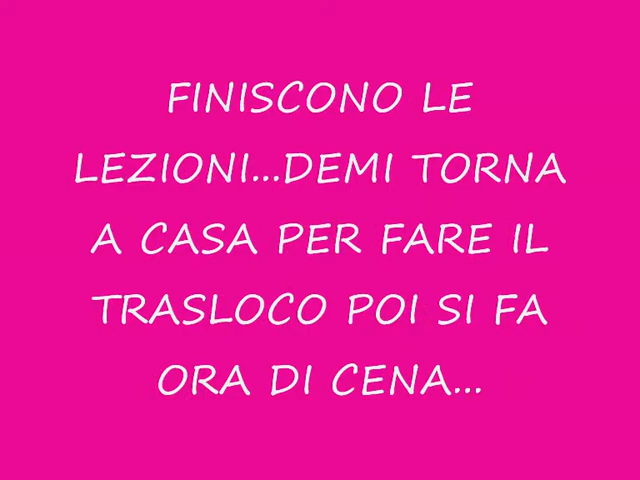 FINISCONO LE
LEZIONI...DEMI TORNA
A CASA PER FARE IL
TRASLOCO POI SI FA
ORA DI CENA...